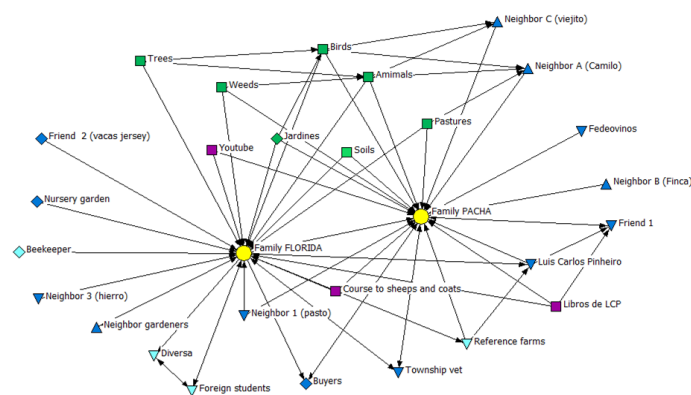 Neighbor C (viejito)
Birds
Trees
Neighbor A (Camilo)
Amimals
Weeds
Pastures
Fedeovinos
Friend 2 (vacas jersey)
Jardines
Youtube
Soils
Neighbor B (Finca)
Nursery garden
Family PACHA
Friend 1
Family FLORIDA
Beekeeper
Luis Carlos Pinheiro
Course to sheeps and coats
Neighbor 3 (hierro)
Libros de LCP
Neighbor 1 (pasto)
Neighbor gardeners
Reference farms
Diversa
Township vet
Buyers
Foreign students